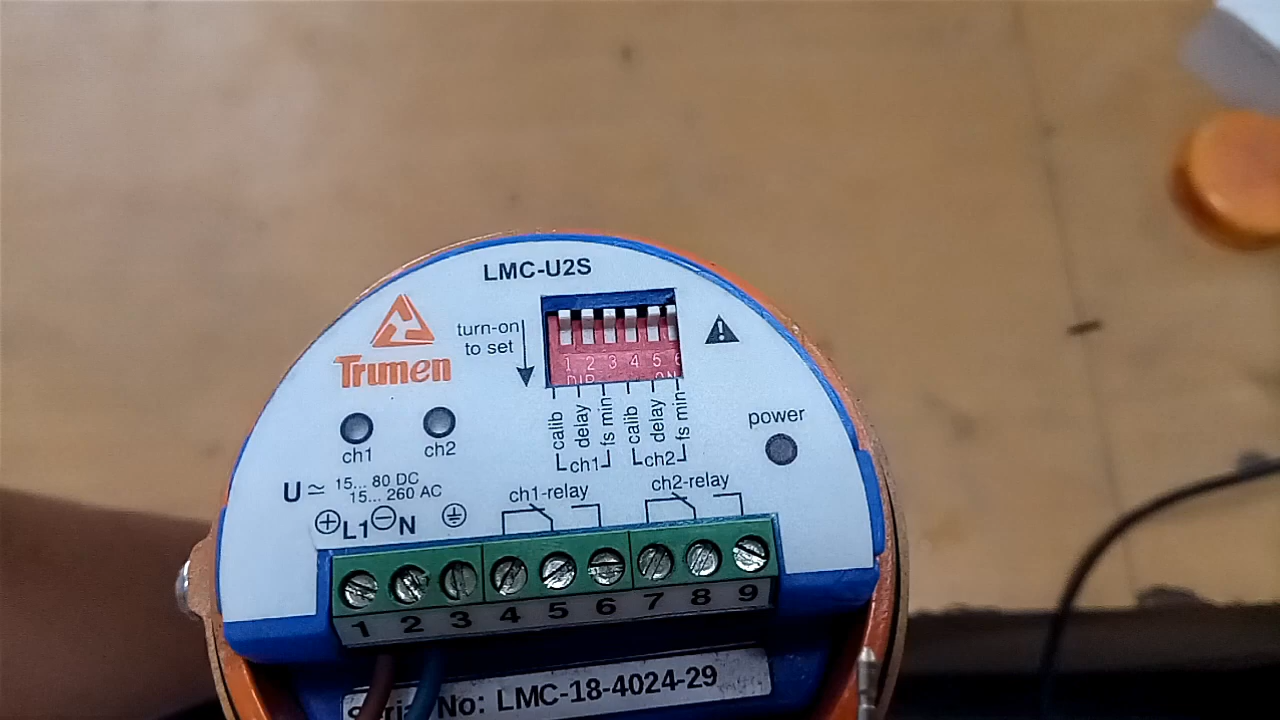 LMC-U2S
turn-on
to set
1 2 3 4 5 6
DIP ON
Trumen
calib delay fs min calib delay fs min
ch1 ch2
ch1 ch2
power
U ≃ 15... 80 DC
15... 260 AC
ch1-relay ch2-relay
L1 N
1 2 3 4 5 6 7 8 9
Serial No: LMC-18-4024-29